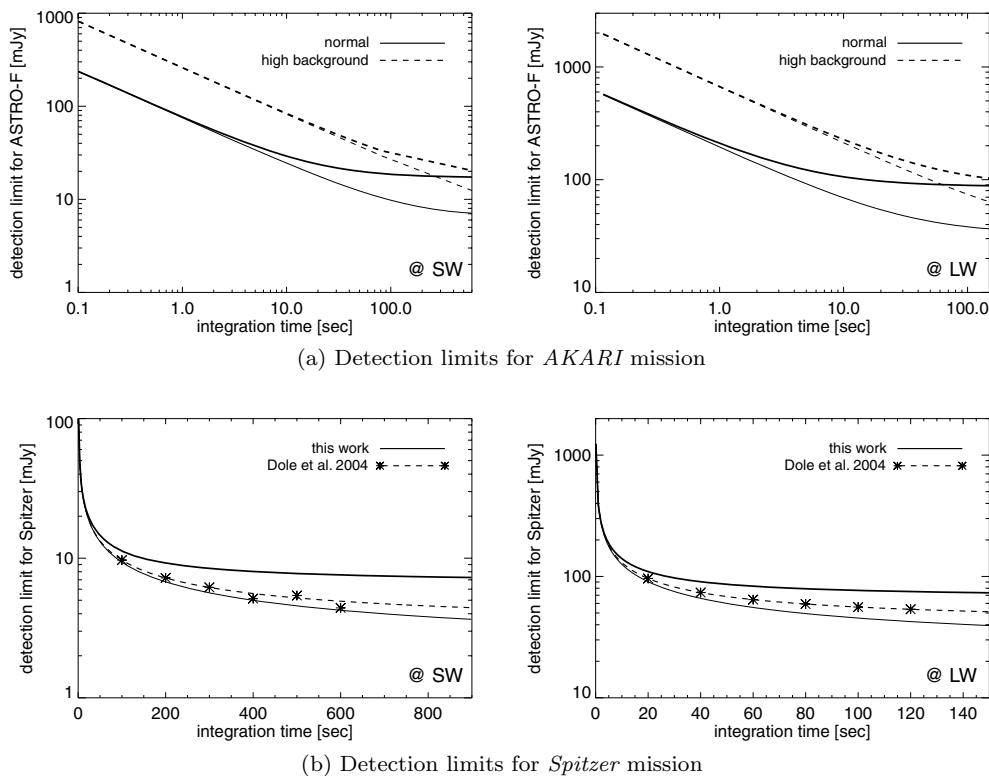 detection limit for ASTRO-F [mJy]
1000
100
10
1
normal
high background
@ SW
0.1 1.0 10.0 100.0
integration time [sec]
detection limit for ASTRO-F [mJy]
1000
100
10
normal
high background
@ LW
0.1 1.0 10.0 100.0
integration time [sec]
(a) Detection limits for AKARI mission
detection limit for Spitzer [mJy]
100
10
1
this work
Dole et al. 2004
@ SW
0 200 400 600 800
integration time [sec]
detection limit for Spitzer [mJy]
1000
100
10
this work
Dole et al. 2004
@ LW
0 20 40 60 80 100 120 140
integration time [sec]
(b) Detection limits for Spitzer mission